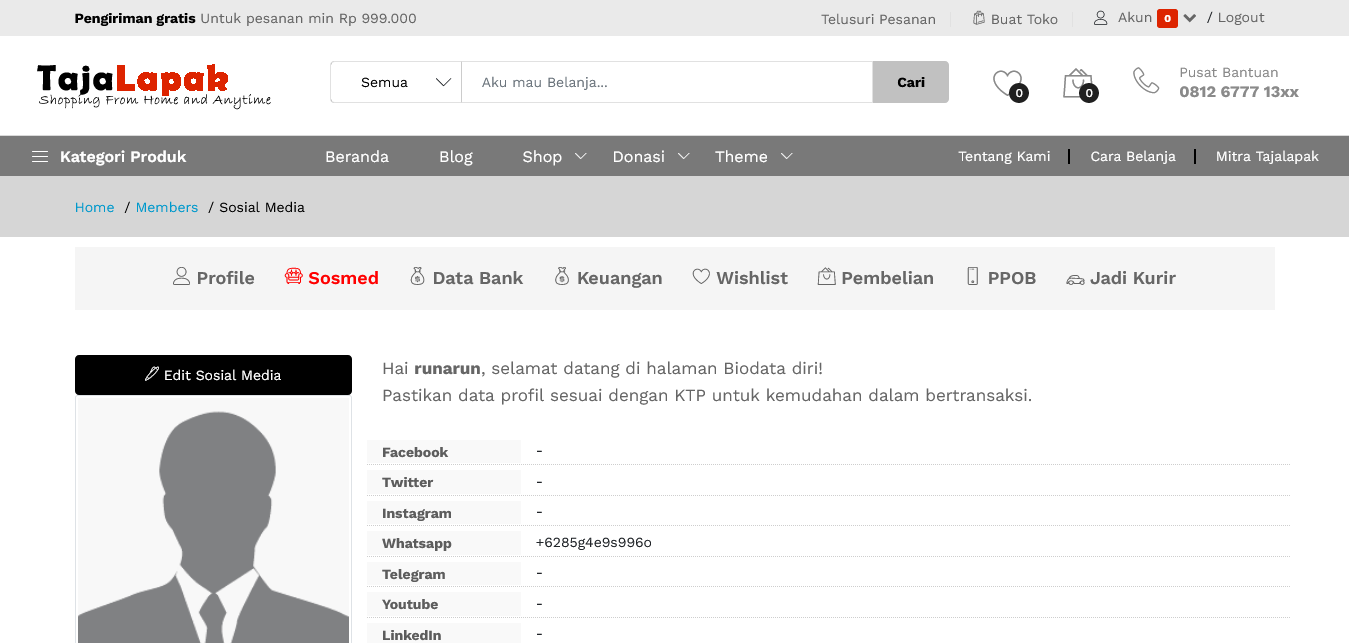 Pengiriman gratis Untuk pesanan min Rp 999.000
Telusuri Pesanan Buat Toko Akun 0 / Logout
TajaLapak
Shopping From Home and Anytime
Semua Aku mau Belanja... Cari
0 0
Pusat Bantuan
0812 6777 13xx
Kategori Produk Beranda Blog Shop Donasi Theme Tentang Kami Cara Belanja Mitra Tajalapak
Home / Members / Sosial Media
Profile Sosmed Data Bank Keuangan Wishlist Pembelian PPOB Jadi Kurir
Edit Sosial Media
Hai runarun, selamat datang di halaman Biodata diri!
Pastikan data profil sesuai dengan KTP untuk kemudahan dalam bertransaksi.
Facebook -
Twitter -
Instagram -
Whatsapp +6285g4e9s996o
Telegram -
Youtube -
LinkedIn -